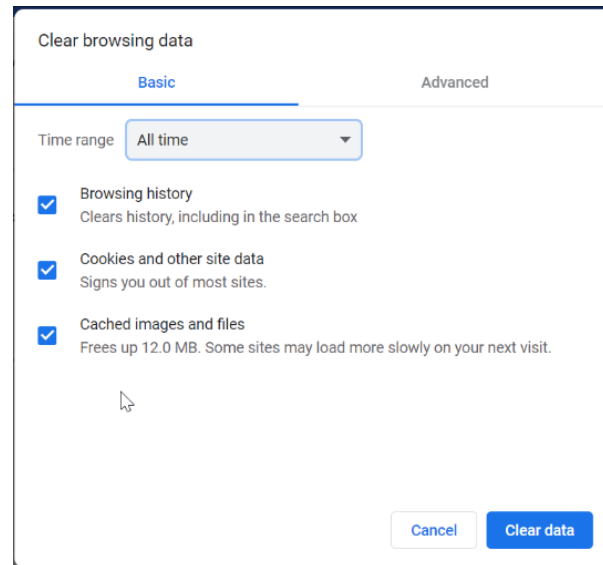 Clear browsing data
Basic
Advanced
Time range
All time
Browsing history
Clears history, including in the search box
Cookies and other site data
Signs you out of most sites.
Cached images and files
Frees up 12.0 MB. Some sites may load more slowly on your next visit.
Cancel
Clear data